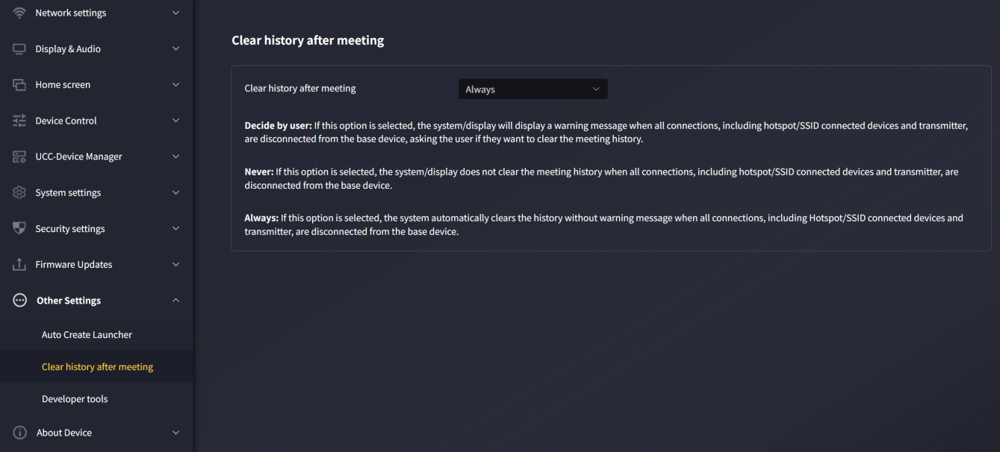 Network settings
Display & Audio
Home screen
Device Control
UCC-Device Manager
System settings
Security settings
Firmware Updates
Other Settings
Auto Create Launcher
Clear history after meeting
Developer tools
About Device
Clear history after meeting
Clear history after meeting
Always
Decide by user: If this option is selected, the system/display will display a warning message when all connections, including hotspot/SSID connected devices and transmitter,
are disconnected from the base device, asking the user if they want to clear the meeting history.
Never: If this option is selected, the system/display does not clear the meeting history when all connections, including hotspot/SSID connected devices and transmitter, are
disconnected from the base device.
Always: If this option is selected, the system automatically clears the history without warning message when all connections, including Hotspot/SSID connected devices and
transmitter, are disconnected from the base device.